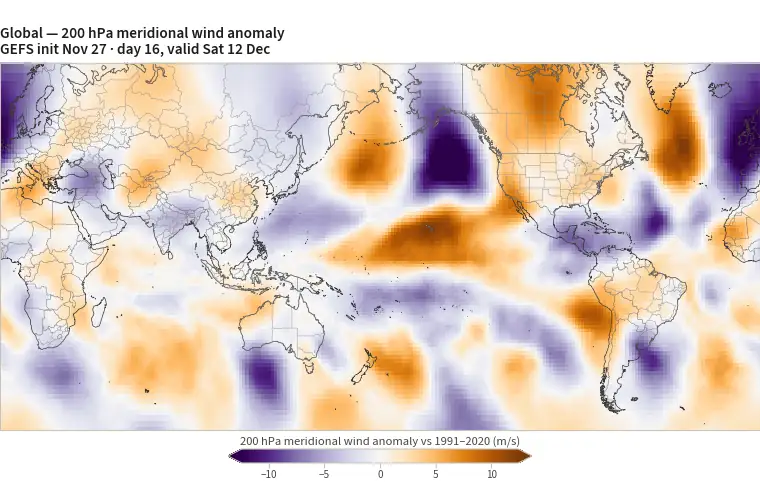 Global — 200 hPa meridional wind anomaly
GEFS init Nov 27 · day 16, valid Sat 12 Dec
200 hPa meridional wind anomaly vs 1991–2020 (m/s)
−10 −5 0 5 10